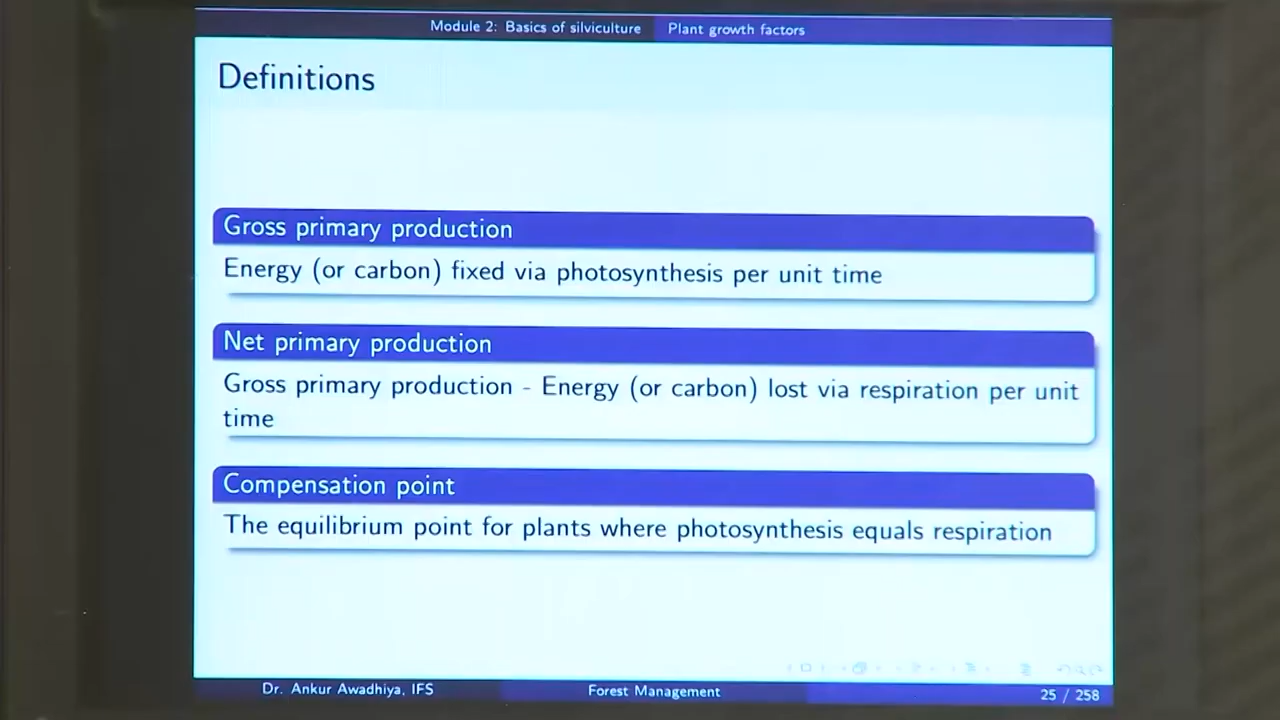 Module 2: Basics of silviculture Plant growth factors
Definitions
Gross primary production
Energy (or carbon) fixed via photosynthesis per unit time
Net primary production
Gross primary production - Energy (or carbon) lost via respiration per unit
time
Compensation point
The equilibrium point for plants where photosynthesis equals respiration
Dr. Ankur Awadhiya, IFS Forest Management 25 / 258